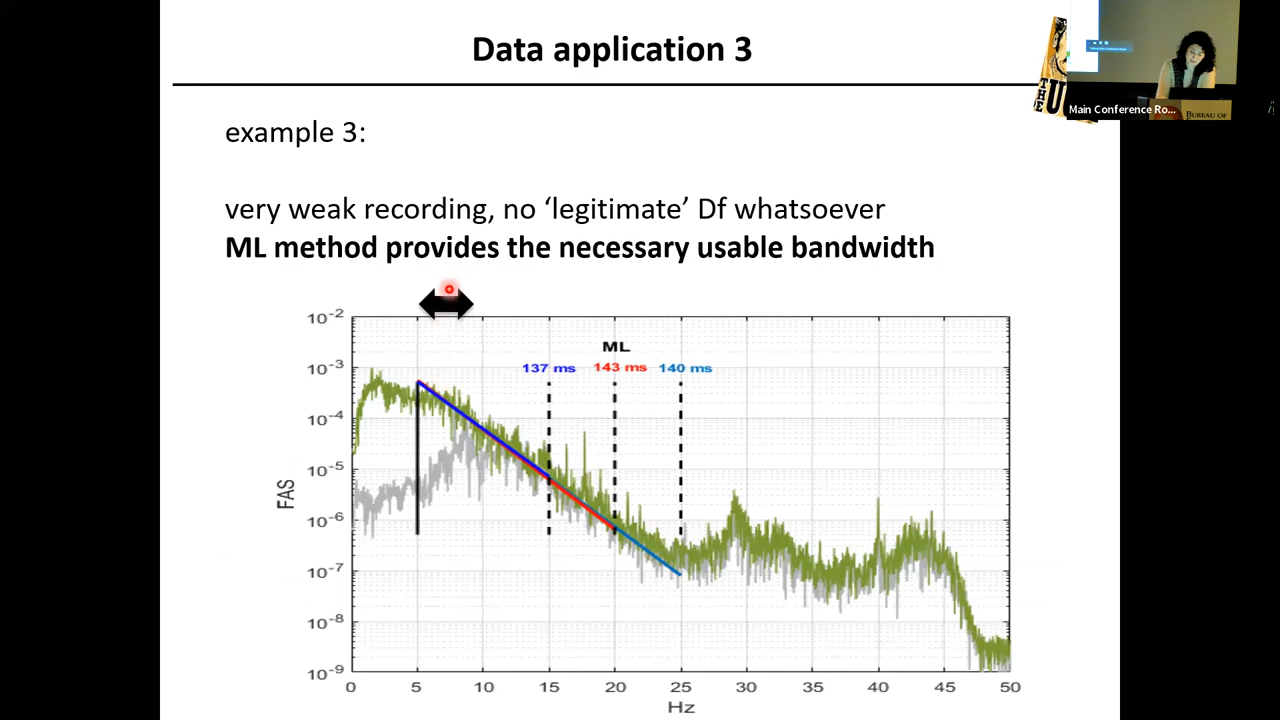 Data application 3
THE U
Main Conference Ro...
BUREAU OF
example 3:
very weak recording, no ‘legitimate’ Df whatsoever
ML method provides the necessary usable bandwidth
ML
137 ms 143 ms 140 ms
10-2
10-3
10-4
10-5
10-6
10-7
10-8
10-9
FAS
0 5 10 15 20 25 30 35 40 45 50
Hz